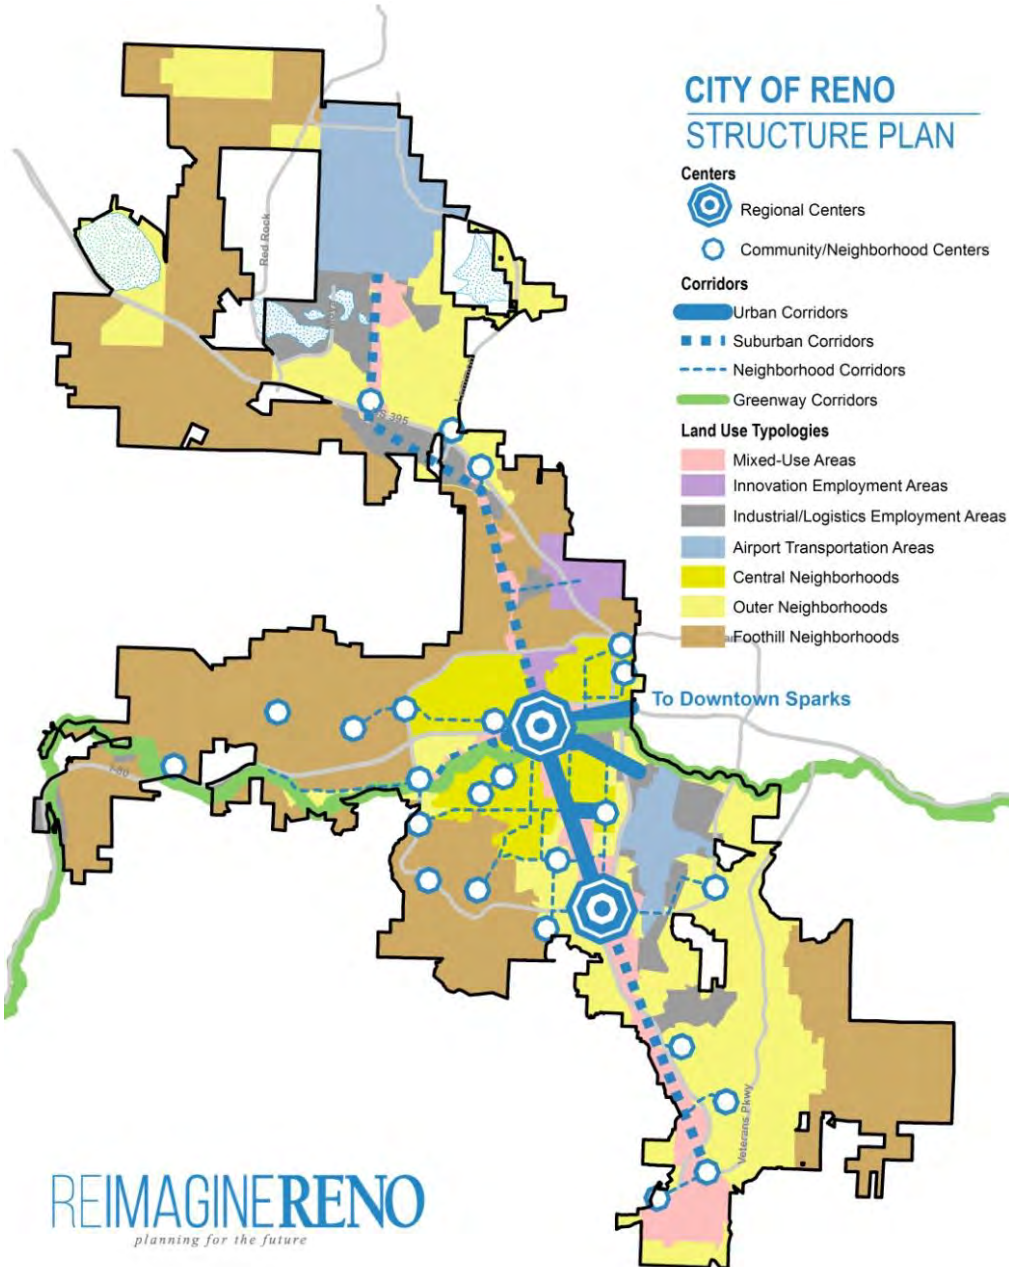 CITY OF RENO
STRUCTURE PLAN
Centers
Regional Centers
Community/Neighborhood Centers
Corridors
Urban Corridors
Suburban Corridors
Neighborhood Corridors
Greenway Corridors
Land Use Typologies
Mixed-Use Areas
Innovation Employment Areas
Industrial/Logistics Employment Areas
Airport Transportation Areas
Central Neighborhoods
Outer Neighborhoods
Foothill Neighborhoods
Red Rock
US 395
To Downtown Sparks
I-80
Veterans Pkwy
REIMAGINERENO
planning for the future